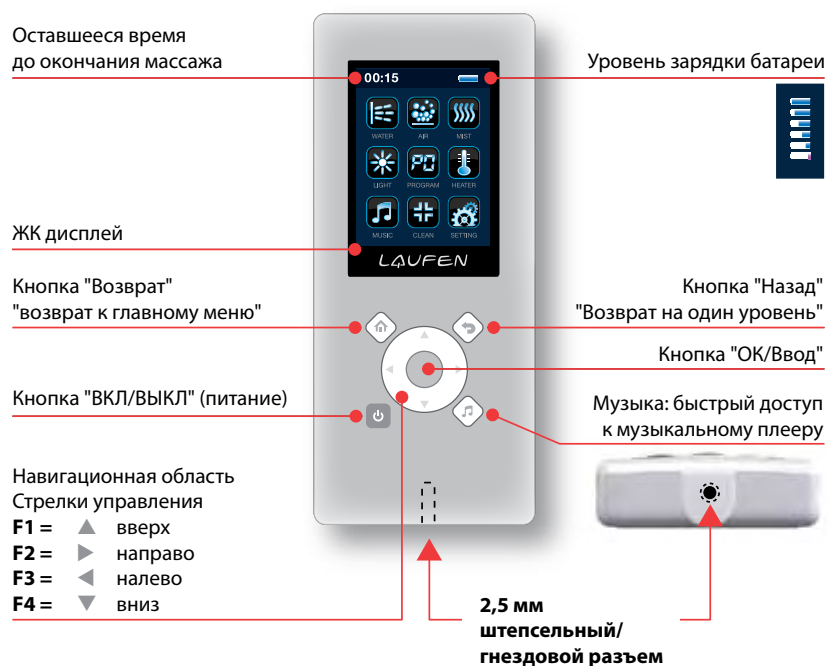 Оставшееся время
до окончания массажа
Уровень зарядки батареи
00:15
WATER AIR MIST
LIGHT PROGRAM HEATER
MUSIC CLEAN SETTING
P0
LAUFEN
ЖК дисплей
Кнопка "Возврат"
"возврат к главному меню"
Кнопка "Назад"
"Возврат на один уровень"
Кнопка "ОК/Ввод"
Кнопка "ВКЛ/ВЫКЛ" (питание)
Музыка: быстрый доступ
к музыкальному плееру
Навигационная область
Стрелки управления
F1 = ▲ вверх
F2 = ▶ направо
F3 = ◀ налево
F4 = ▼ вниз
2,5 мм
штепсельный/
гнездовой разъем